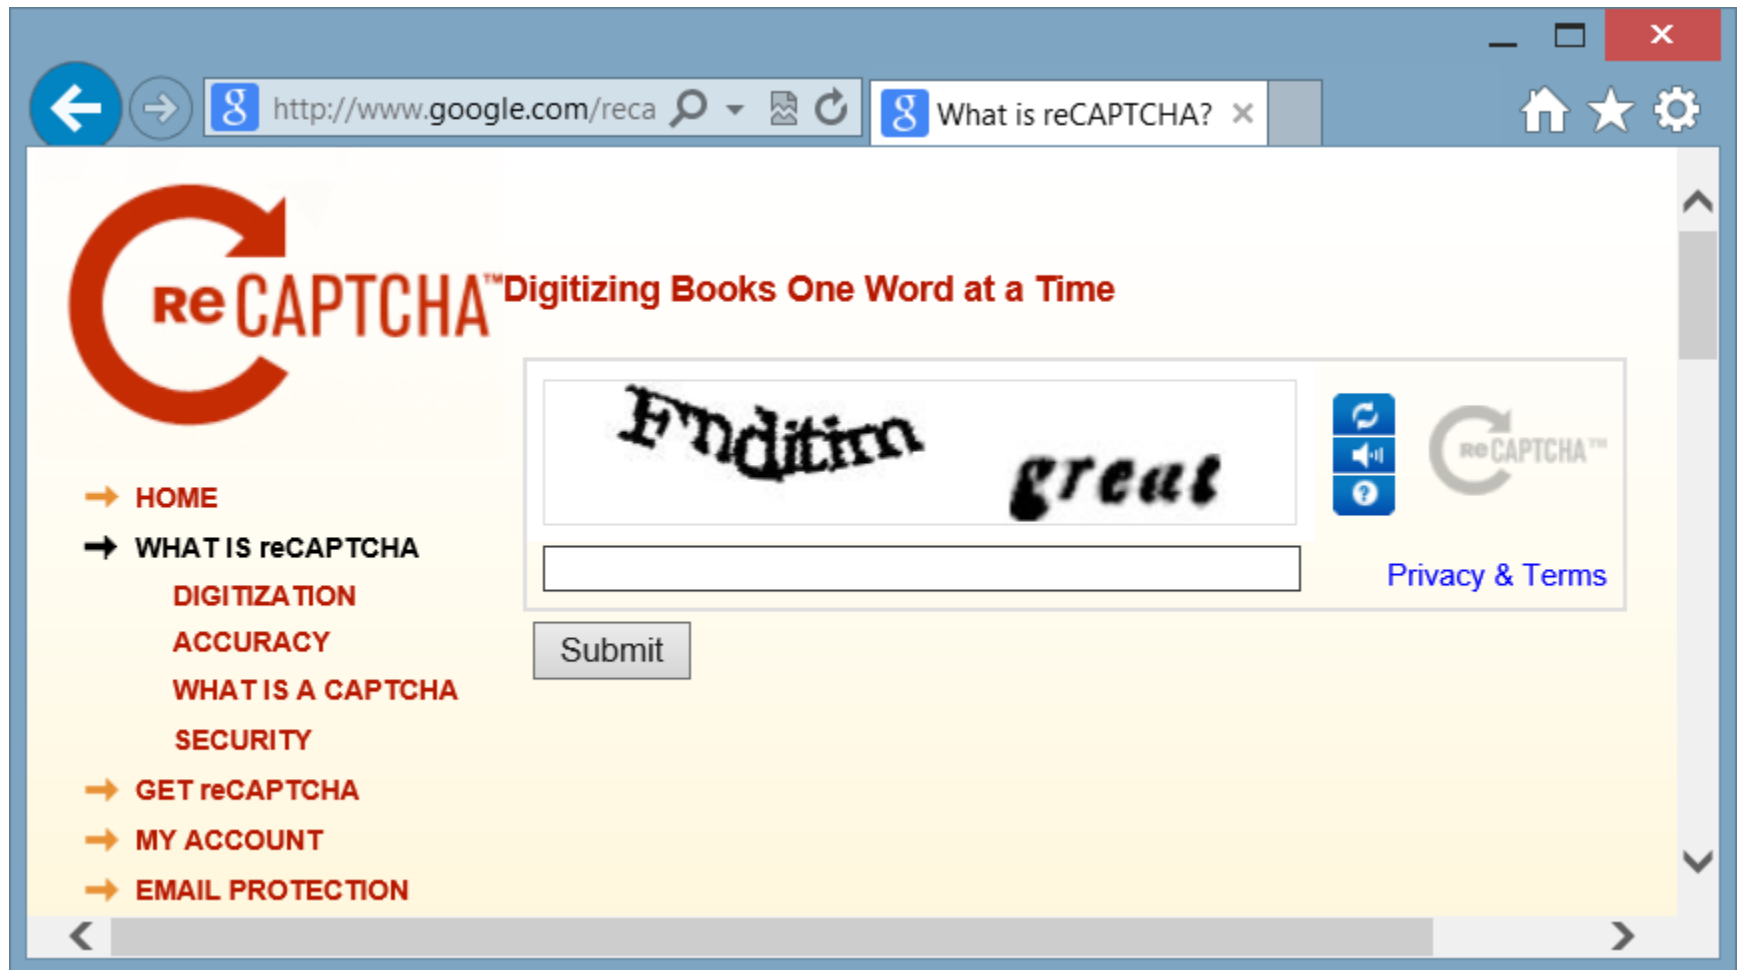 http://www.google.com/reca
What is reCAPTCHA?
reCAPTCHA™ Digitizing Books One Word at a Time
great
reCAPTCHA™
Privacy & Terms
Submit
HOME
WHAT IS reCAPTCHA
DIGITIZATION
ACCURACY
WHAT IS A CAPTCHA
SECURITY
GET reCAPTCHA
MY ACCOUNT
EMAIL PROTECTION